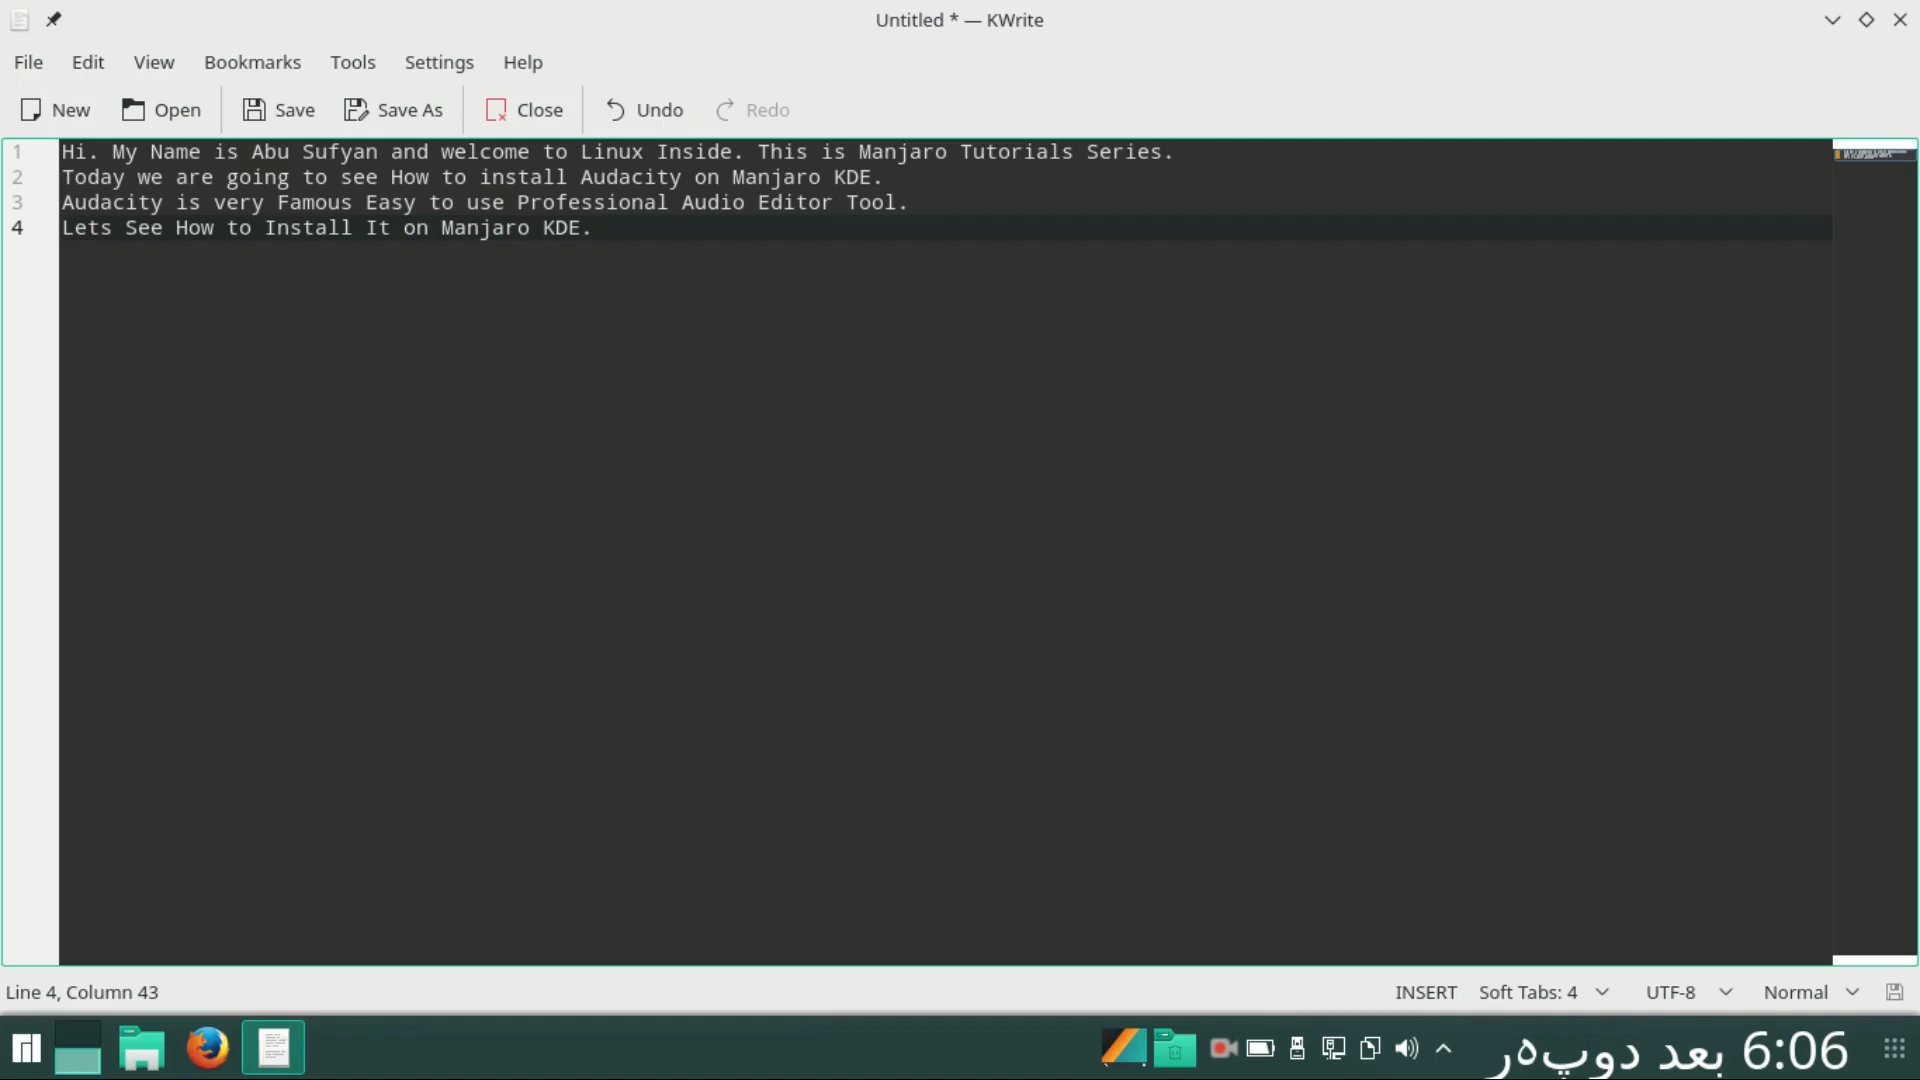 Untitled * — KWrite
File Edit View Bookmarks Tools Settings Help
New Open Save Save As Close Undo Redo
1 Hi. My Name is Abu Sufyan and welcome to Linux Inside. This is Manjaro Tutorials Series.
2 Today we are going to see How to install Audacity on Manjaro KDE.
3 Audacity is very Famous Easy to use Professional Audio Editor Tool.
4 Lets See How to Install It on Manjaro KDE.
Line 4, Column 43 INSERT Soft Tabs: 4 UTF-8 Normal
6:06 بعد دوپہر